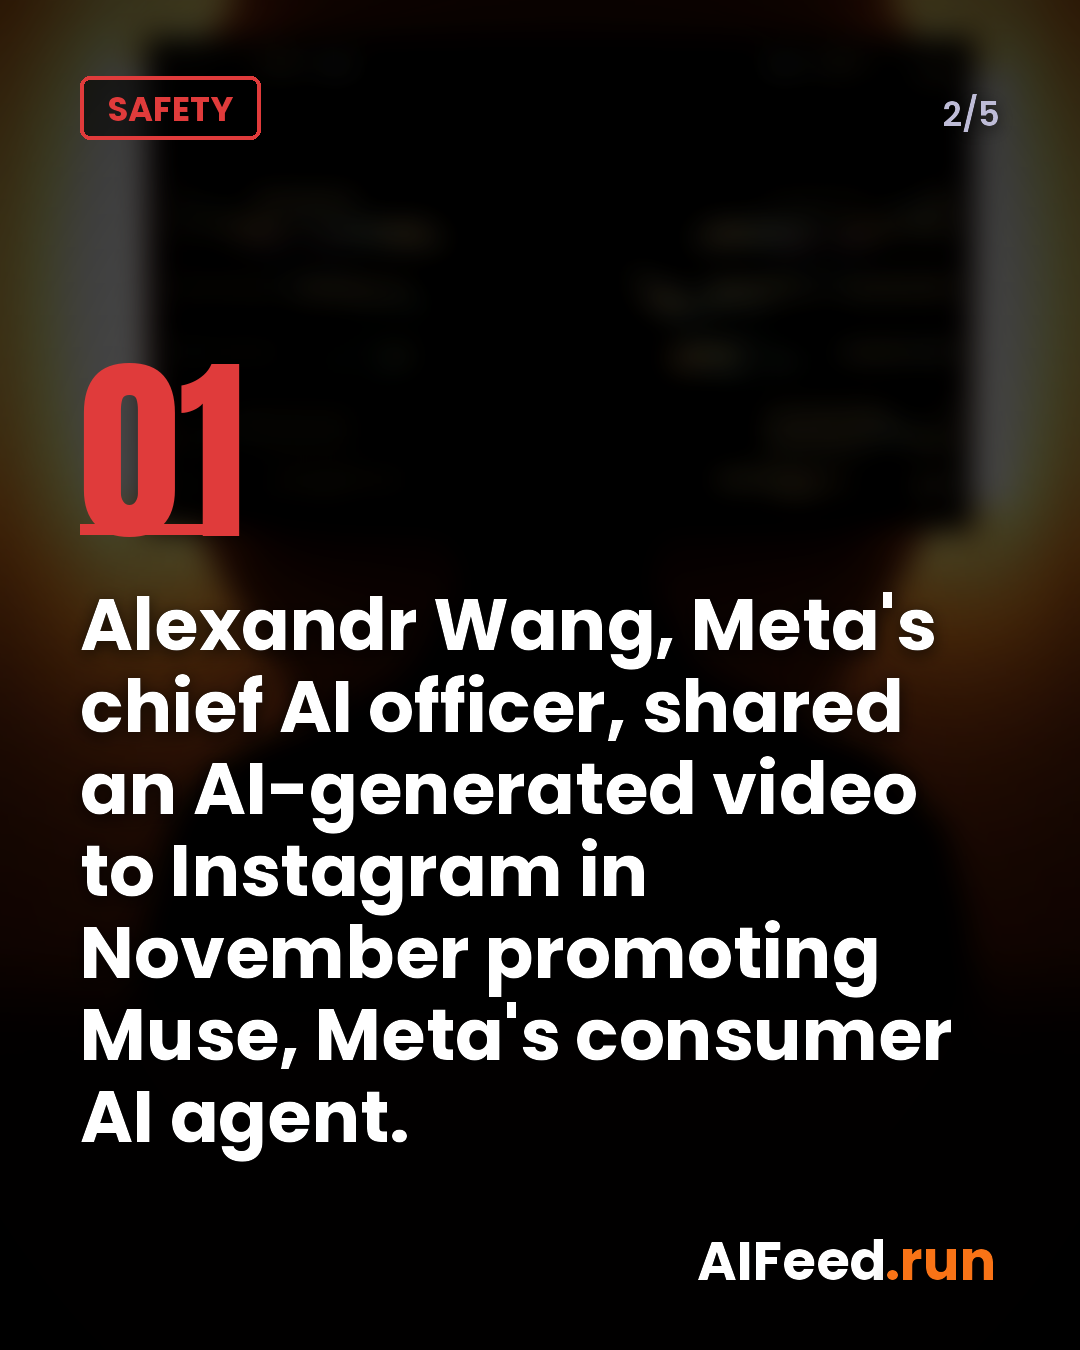 SAFETY
2/5
01
Alexandr Wang, Meta's
chief AI officer, shared
an AI-generated video
to Instagram in
November promoting
Muse, Meta's consumer
AI agent.
AIFeed.run